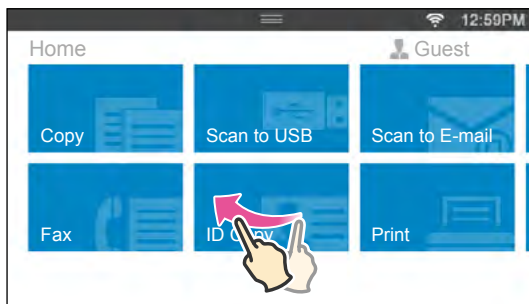 12:59PM
Home Guest
Copy Scan to USB Scan to E-mail
Fax ID Copy Print